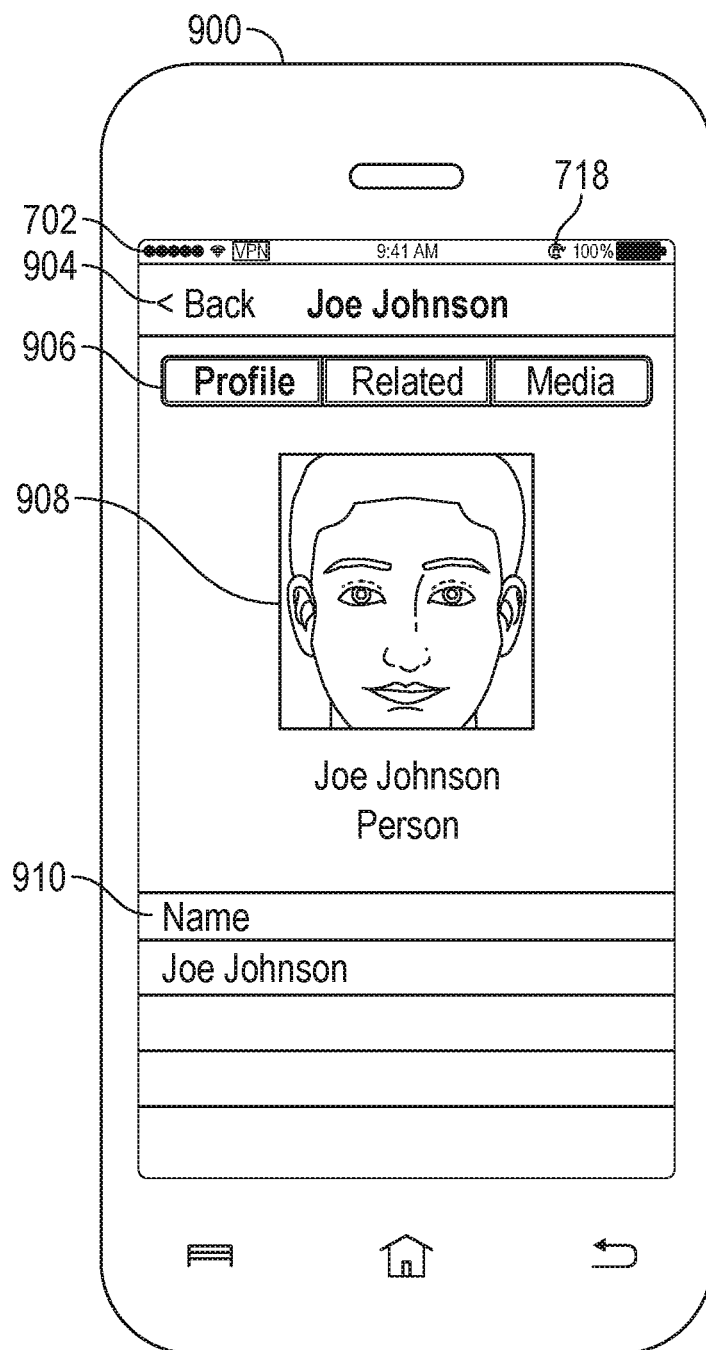 900
718
702
VPN 9:41 AM 100%
904
< Back Joe Johnson
906
Profile Related Media
908
Joe Johnson
Person
910
Name
Joe Johnson